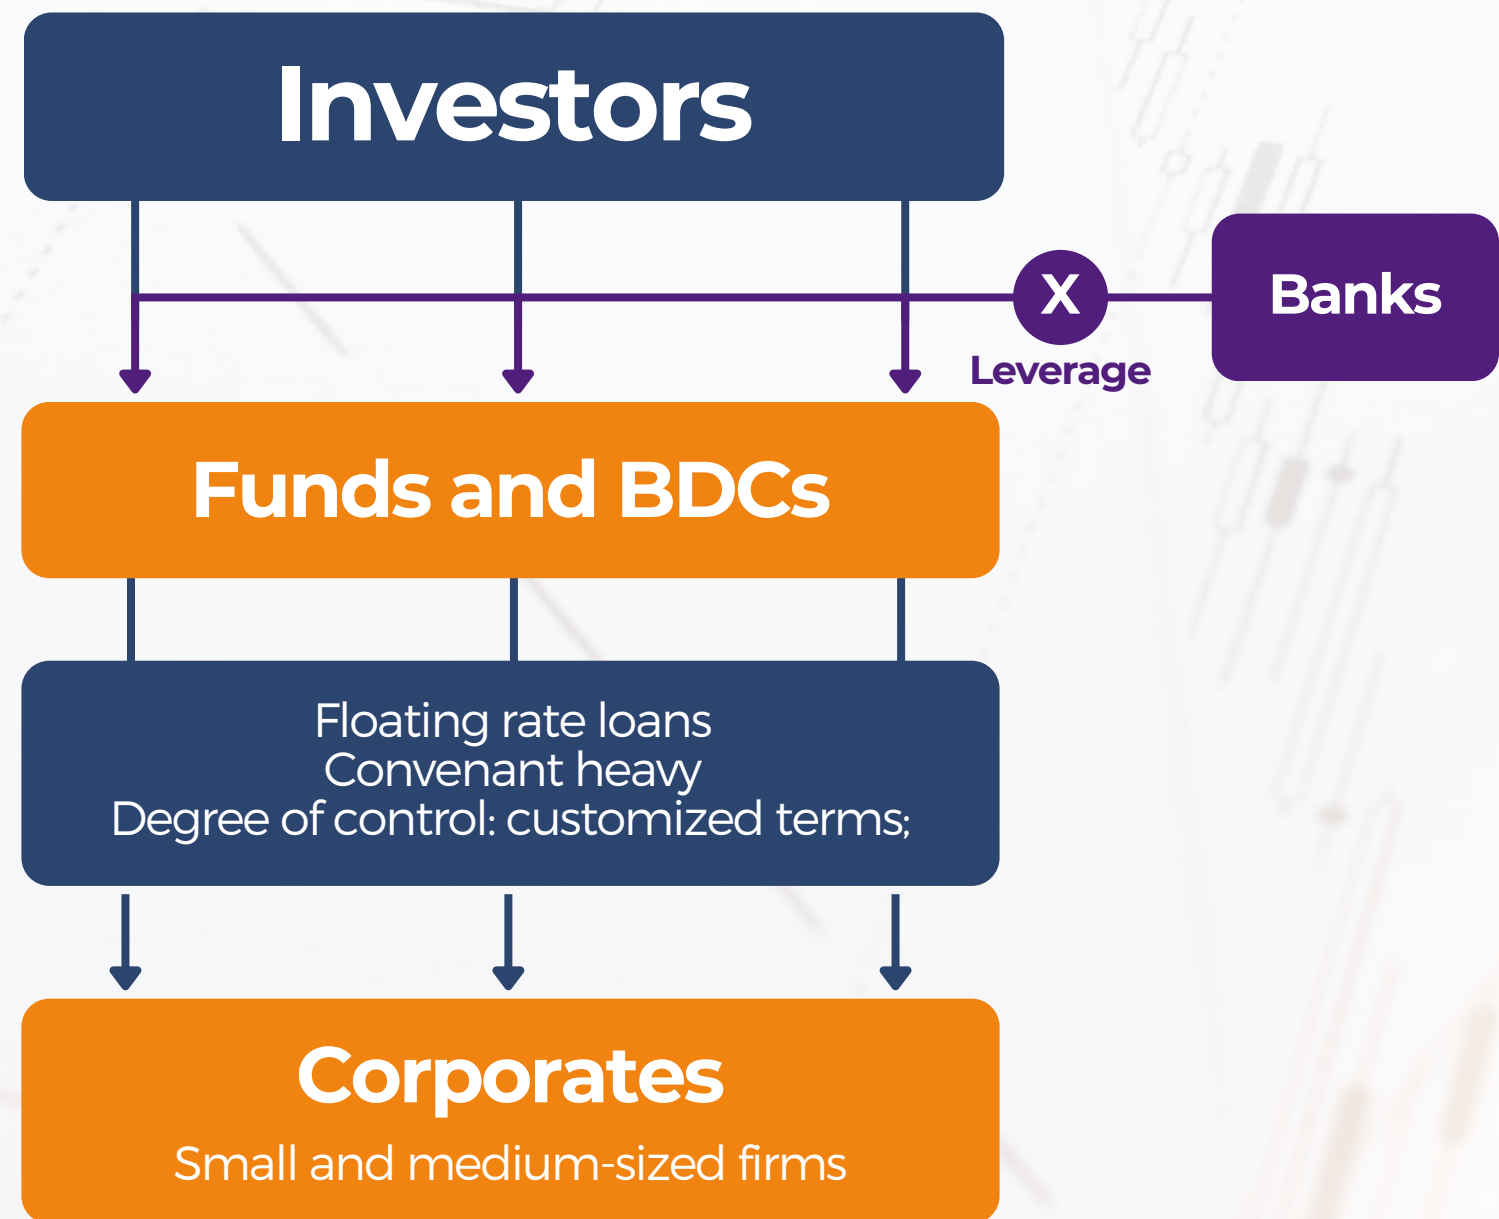 Investors
X
Banks
Leverage
Funds and BDCs
Floating rate loans
Convenant heavy
Degree of control: customized terms;
Corporates
Small and medium-sized firms